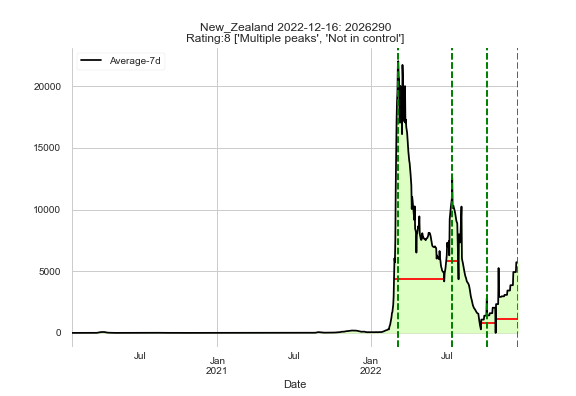 New_Zealand 2022-12-16: 2026290
Rating:8 ['Multiple peaks', 'Not in control']
Average-7d
20000
15000
10000
5000
0
Jul
Jan
2021
Jul
Jan
2022
Jul
Date